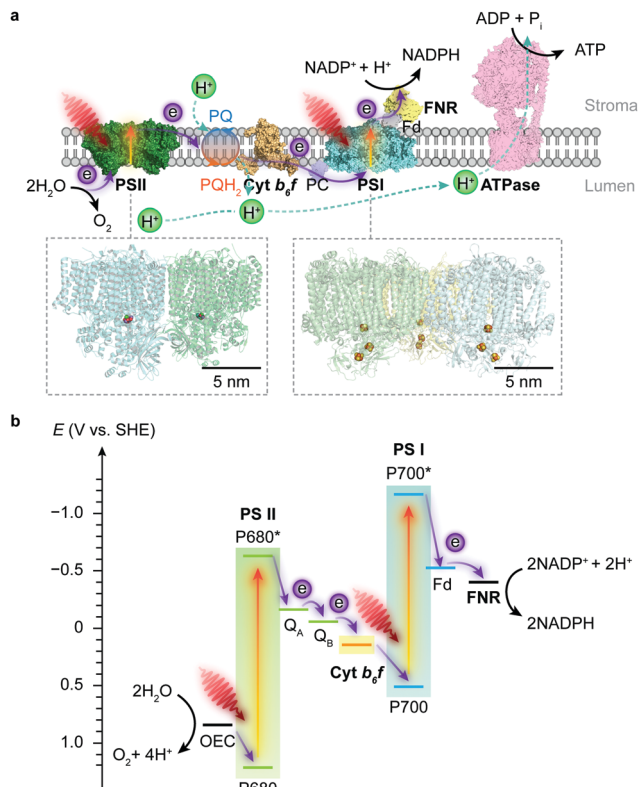 a
ADP + Pi
ATP
NADPH
NADP⁺ + H⁺
H⁺
e
e
FNR
Stroma
PQ
Fd
e
e
PQH₂
Cyt b₆f
PC
PSI
H⁺
ATPase
Lumen
2H₂O
PSII
O₂
H⁺
H⁺
5 nm
5 nm
b
E (V vs. SHE)
PS I
P700*
−1.0
PS II
P680*
e
−0.5
Fd
2NADP⁺ + 2H⁺
e
FNR
e
2NADPH
0
QA
QB
Cyt b₆f
0.5
2H₂O
P700
OEC
1.0
O₂ + 4H⁺
P680